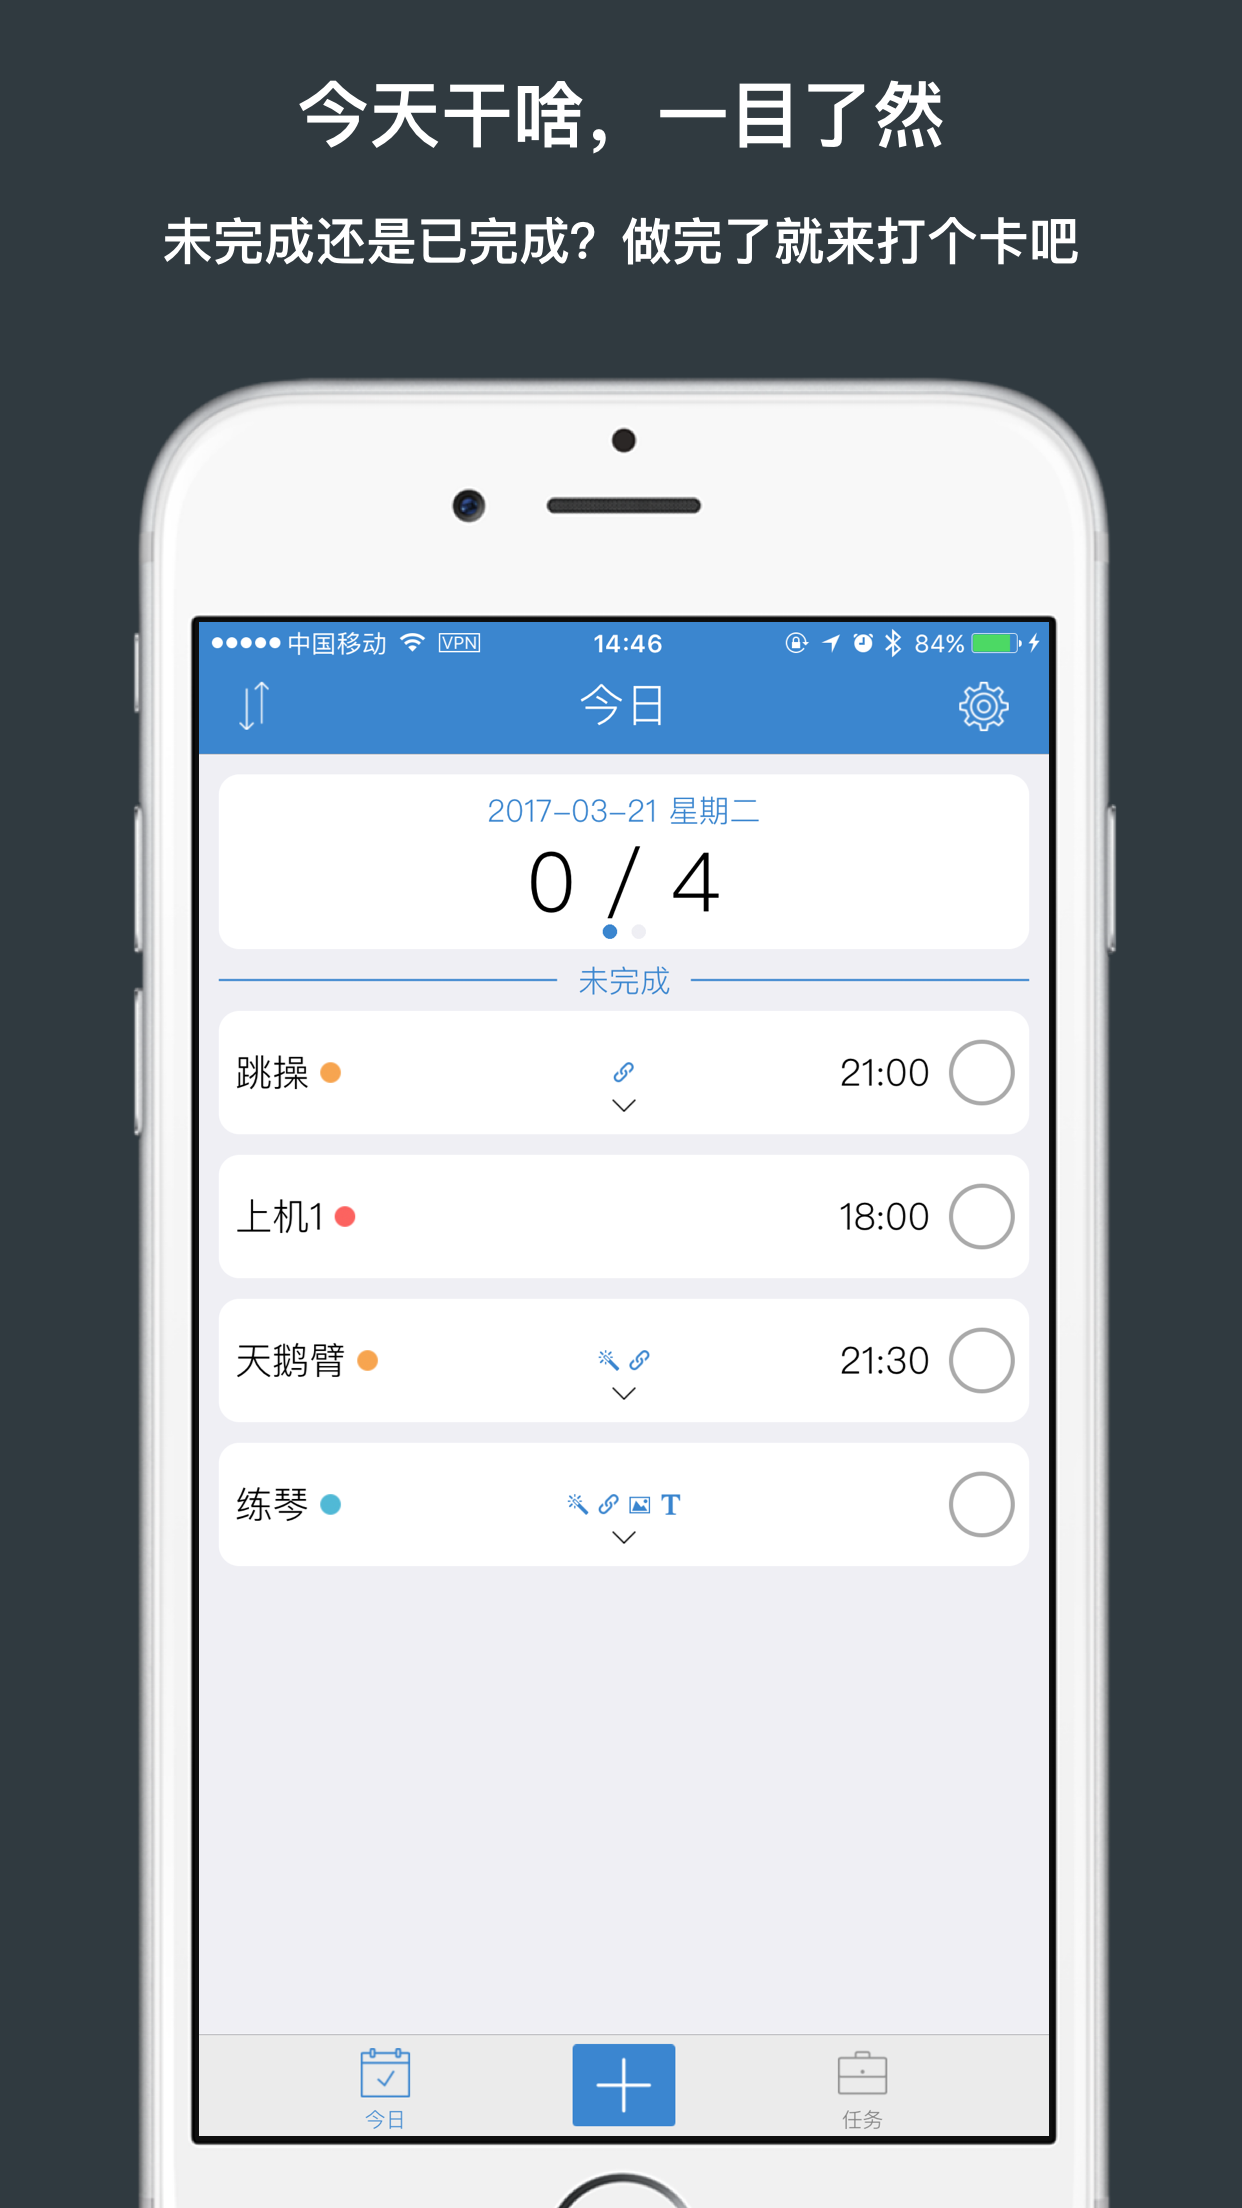 今天干啥，一目了然
未完成还是已完成？做完了就来打个卡吧
中国移动 VPN 14:46 84%
今日
2017-03-21 星期二
0 / 4
未完成
跳操 21:00
上机1 18:00
天鹅臂 21:30
练琴 T
今日 任务